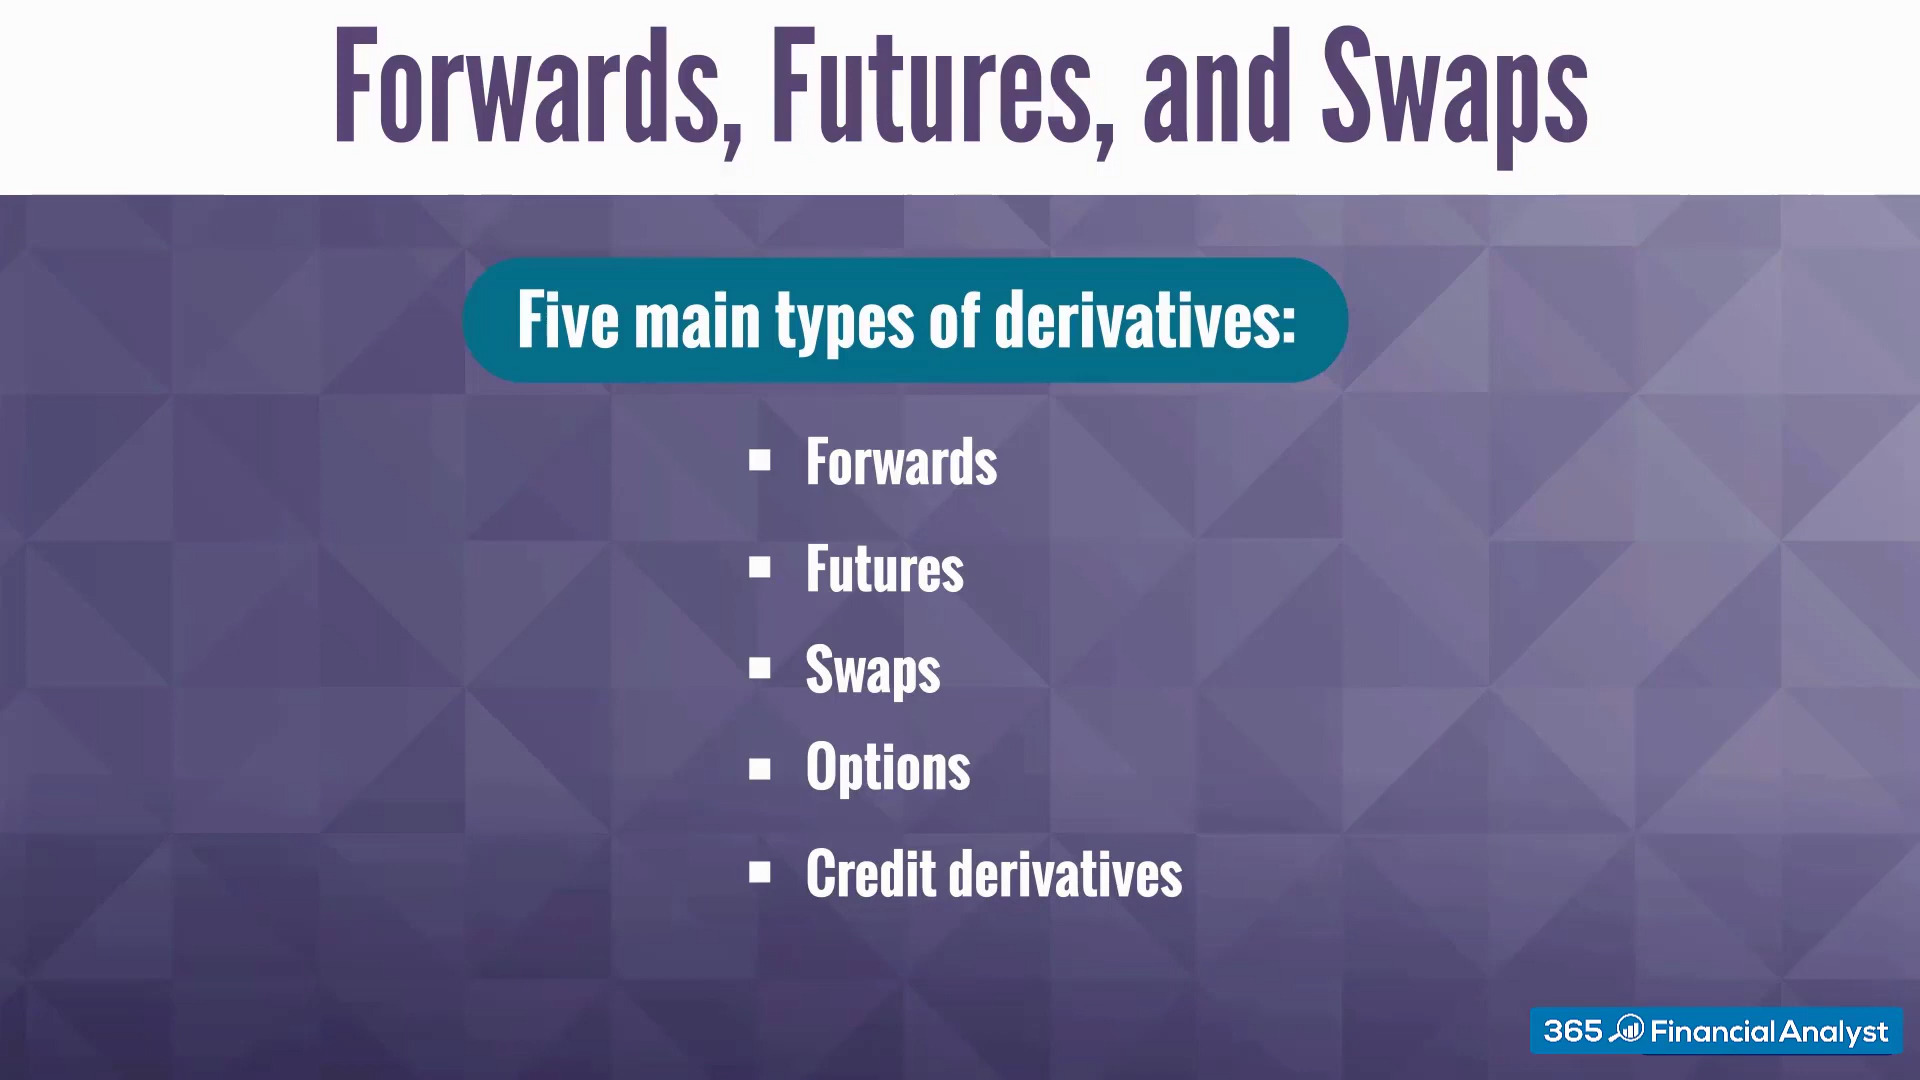 Forwards, Futures, and Swaps
Five main types of derivatives:
Forwards
Futures
Swaps
Options
Credit derivatives
365 Financial Analyst